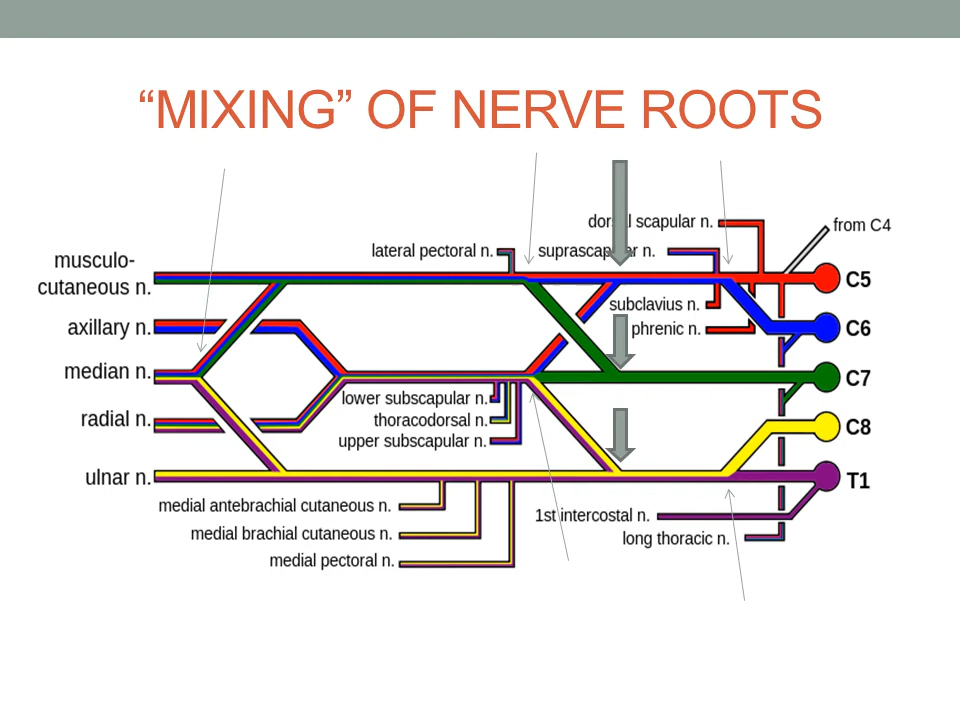 “MIXING” OF NERVE ROOTS
dorsal scapular n.
from C4
lateral pectoral n.
suprascapular n.
musculo-
cutaneous n.
C5
subclavius n.
axillary n.
phrenic n.
C6
median n.
C7
lower subscapular n.
radial n.
thoracodorsal n.
C8
upper subscapular n.
ulnar n.
T1
medial antebrachial cutaneous n.
1st intercostal n.
medial brachial cutaneous n.
long thoracic n.
medial pectoral n.